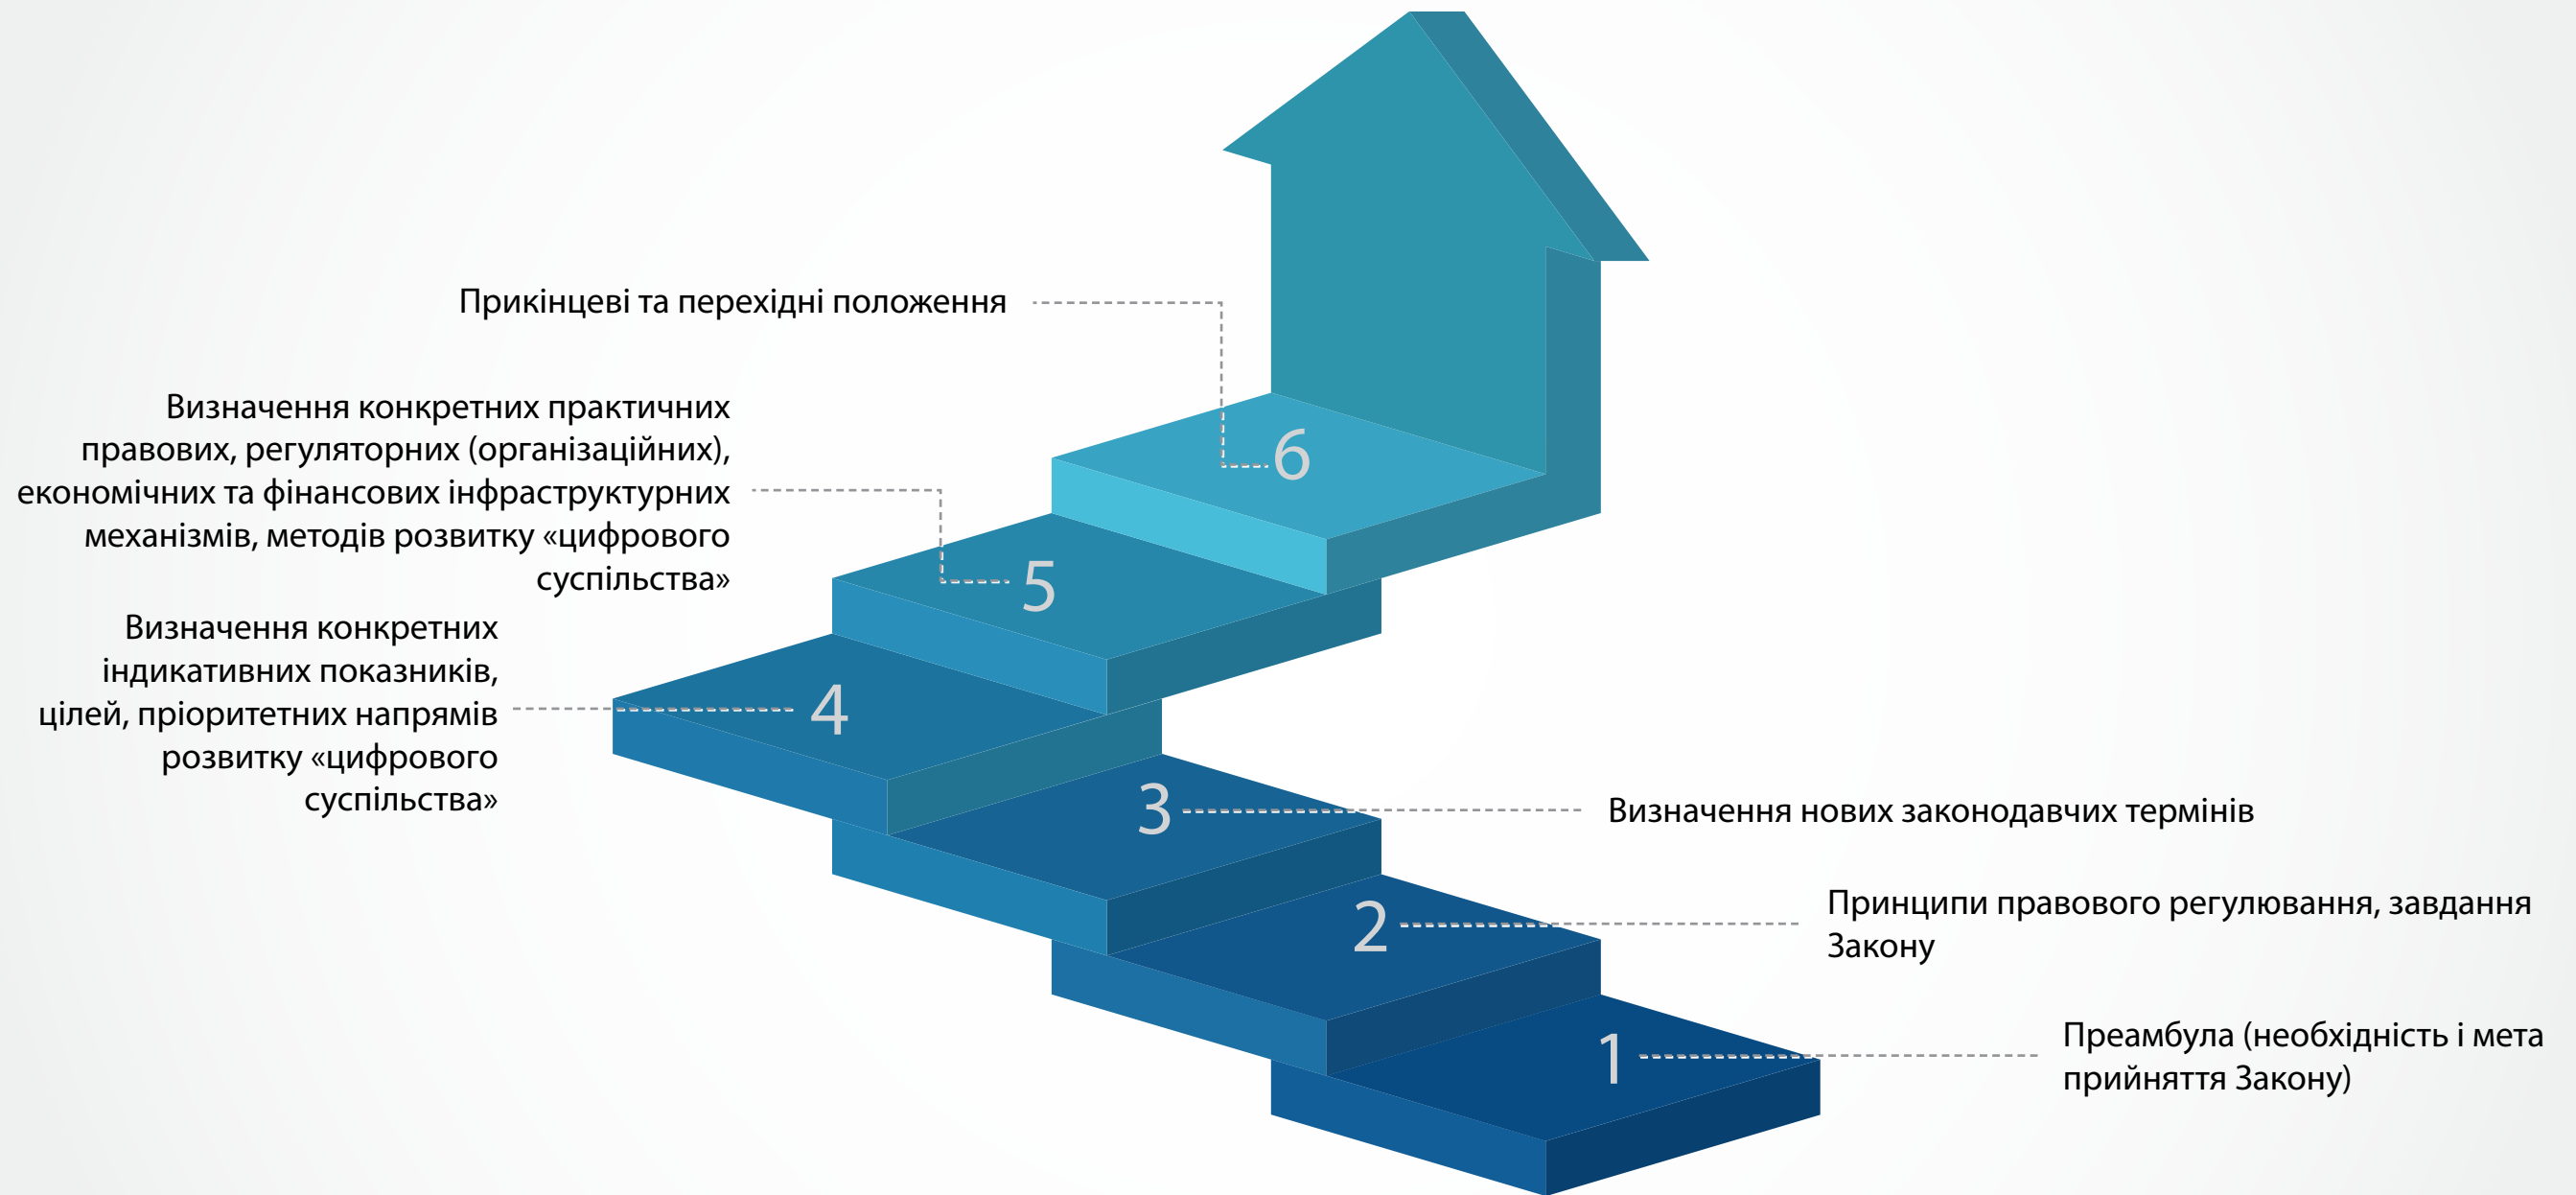 Прикінцеві та перехідні положення
6
Визначення конкретних практичних
правових, регуляторних (організаційних),
економічних та фінансових інфраструктурних
механізмів, методів розвитку «цифрового
суспільства»
5
Визначення конкретних
індикативних показників,
цілей, пріоритетних напрямів
розвитку «цифрового
суспільства»
4
3
Визначення нових законодавчих термінів
2
Принципи правового регулювання, завдання
Закону
1
Преамбула (необхідність і мета
прийняття Закону)